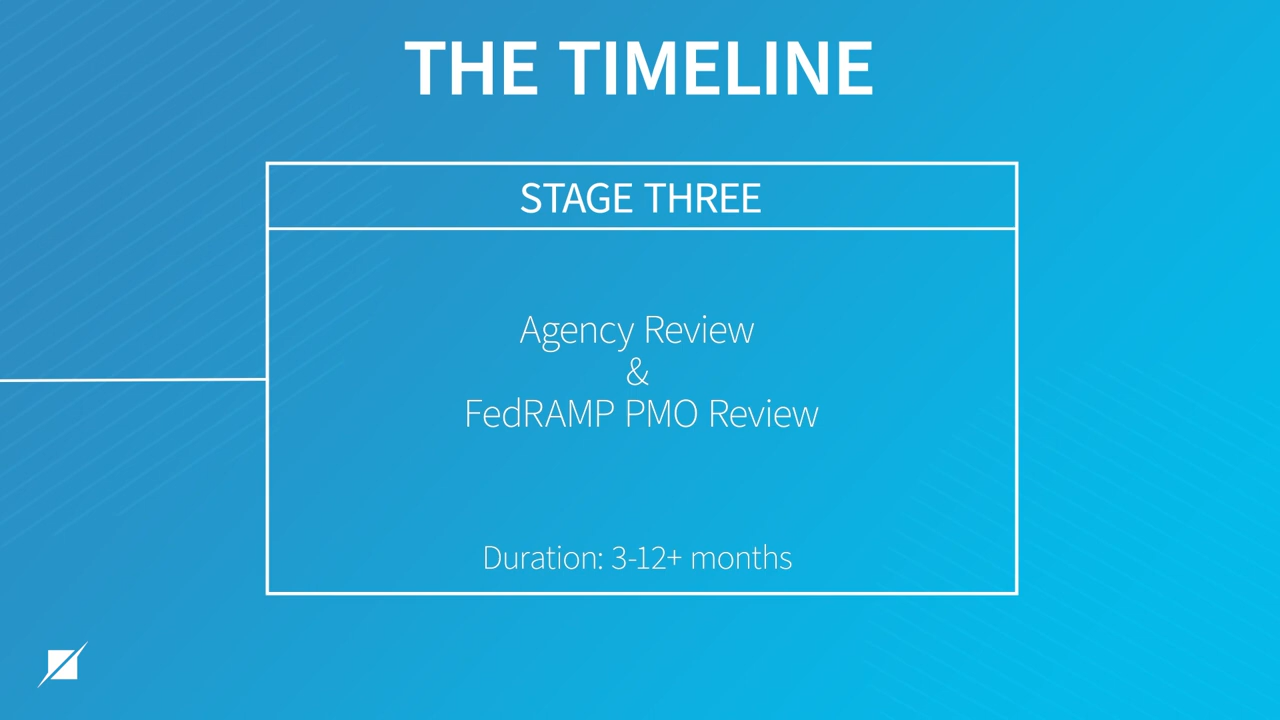 THE TIMELINE
STAGE THREE
Agency Review
&
FedRAMP PMO Review
Duration: 3-12+ months